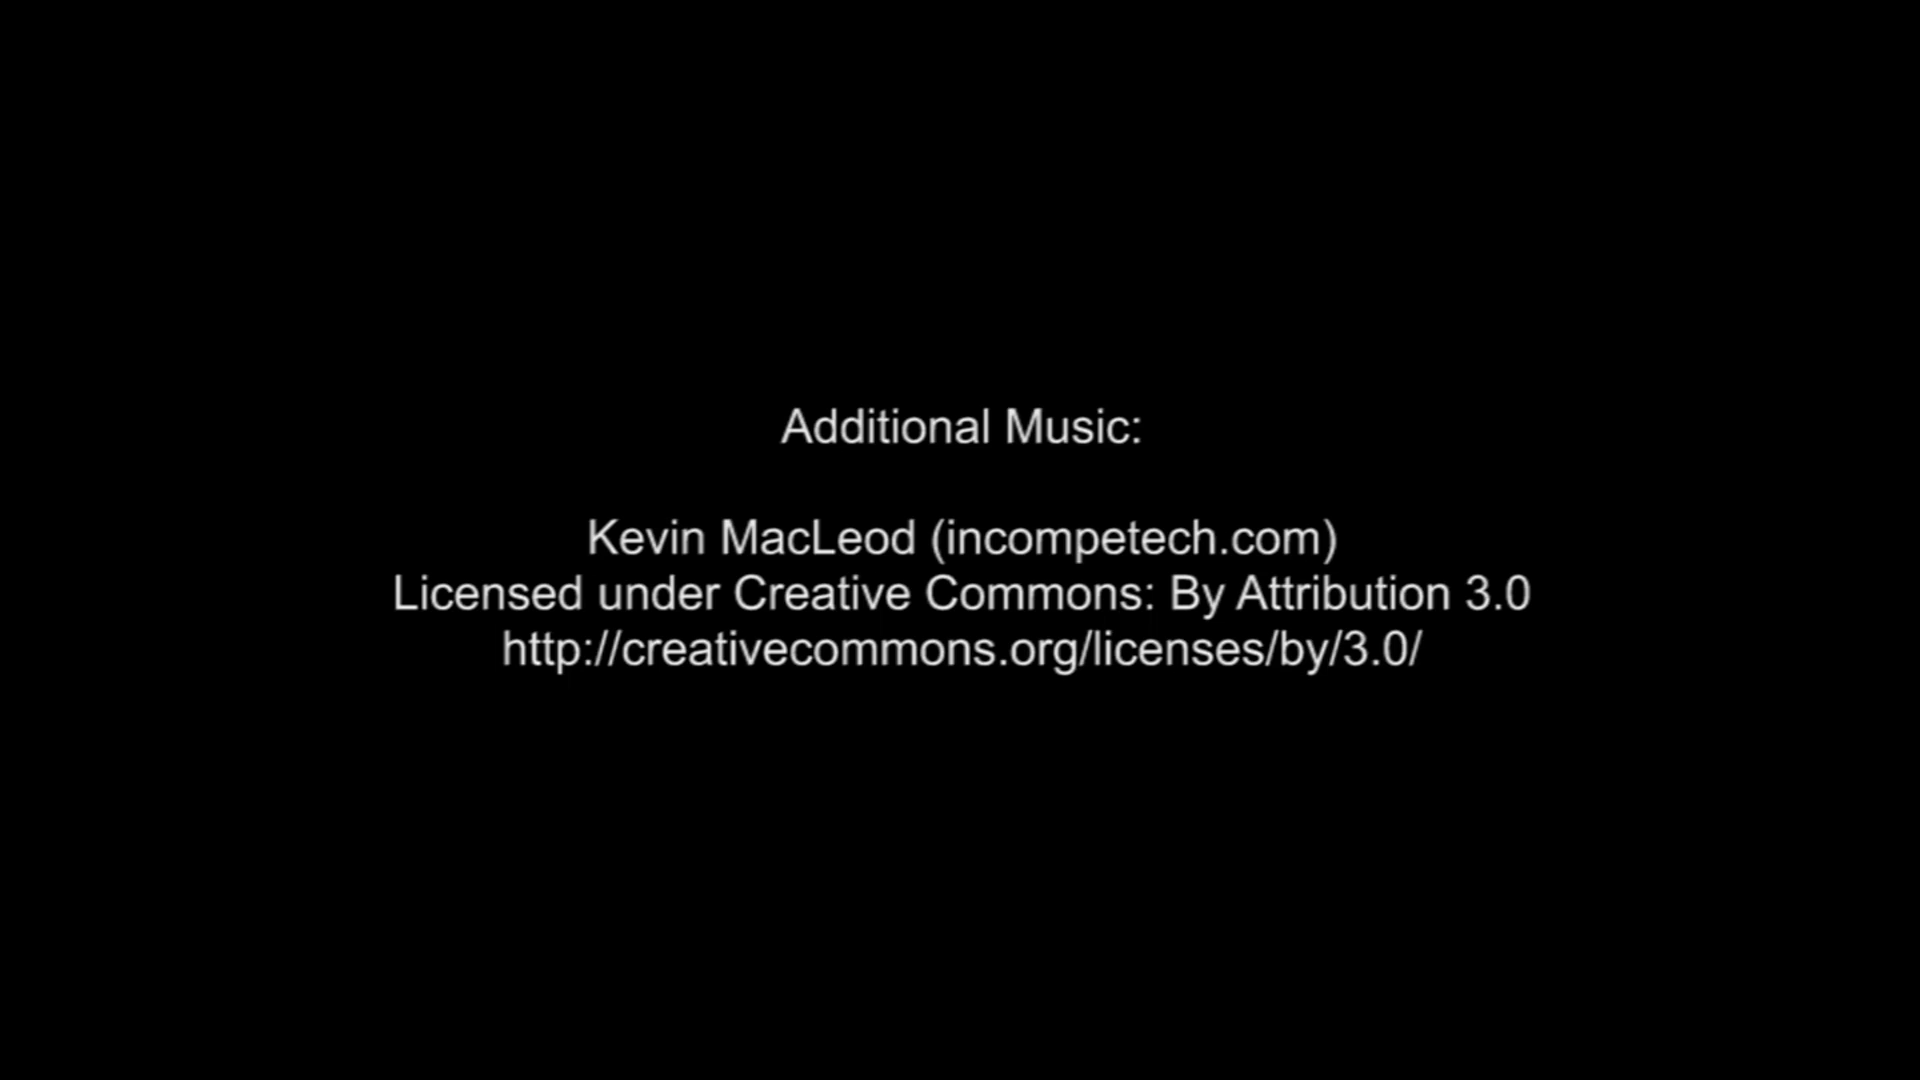 Additional Music:
Kevin MacLeod (incompetech.com)
Licensed under Creative Commons: By Attribution 3.0
http://creativecommons.org/licenses/by/3.0/